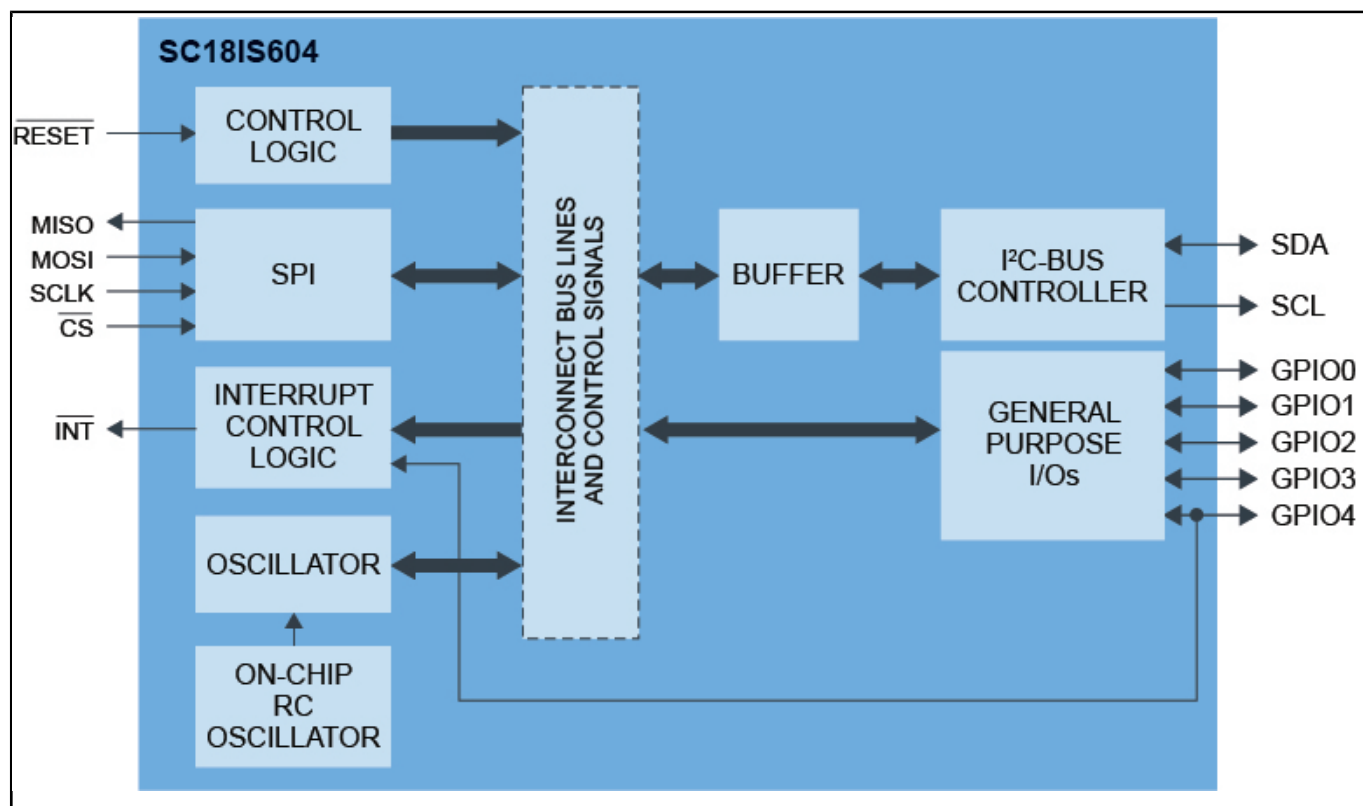 SC18IS604
RESET
CONTROL
LOGIC
MISO
MOSI
SCLK
CS
SPI
INT
INTERRUPT
CONTROL
LOGIC
OSCILLATOR
ON-CHIP
RC
OSCILLATOR
INTERCONNECT BUS LINES
AND CONTROL SIGNALS
BUFFER
I²C-BUS
CONTROLLER
SDA
SCL
GENERAL
PURPOSE
I/Os
GPIO0
GPIO1
GPIO2
GPIO3
GPIO4